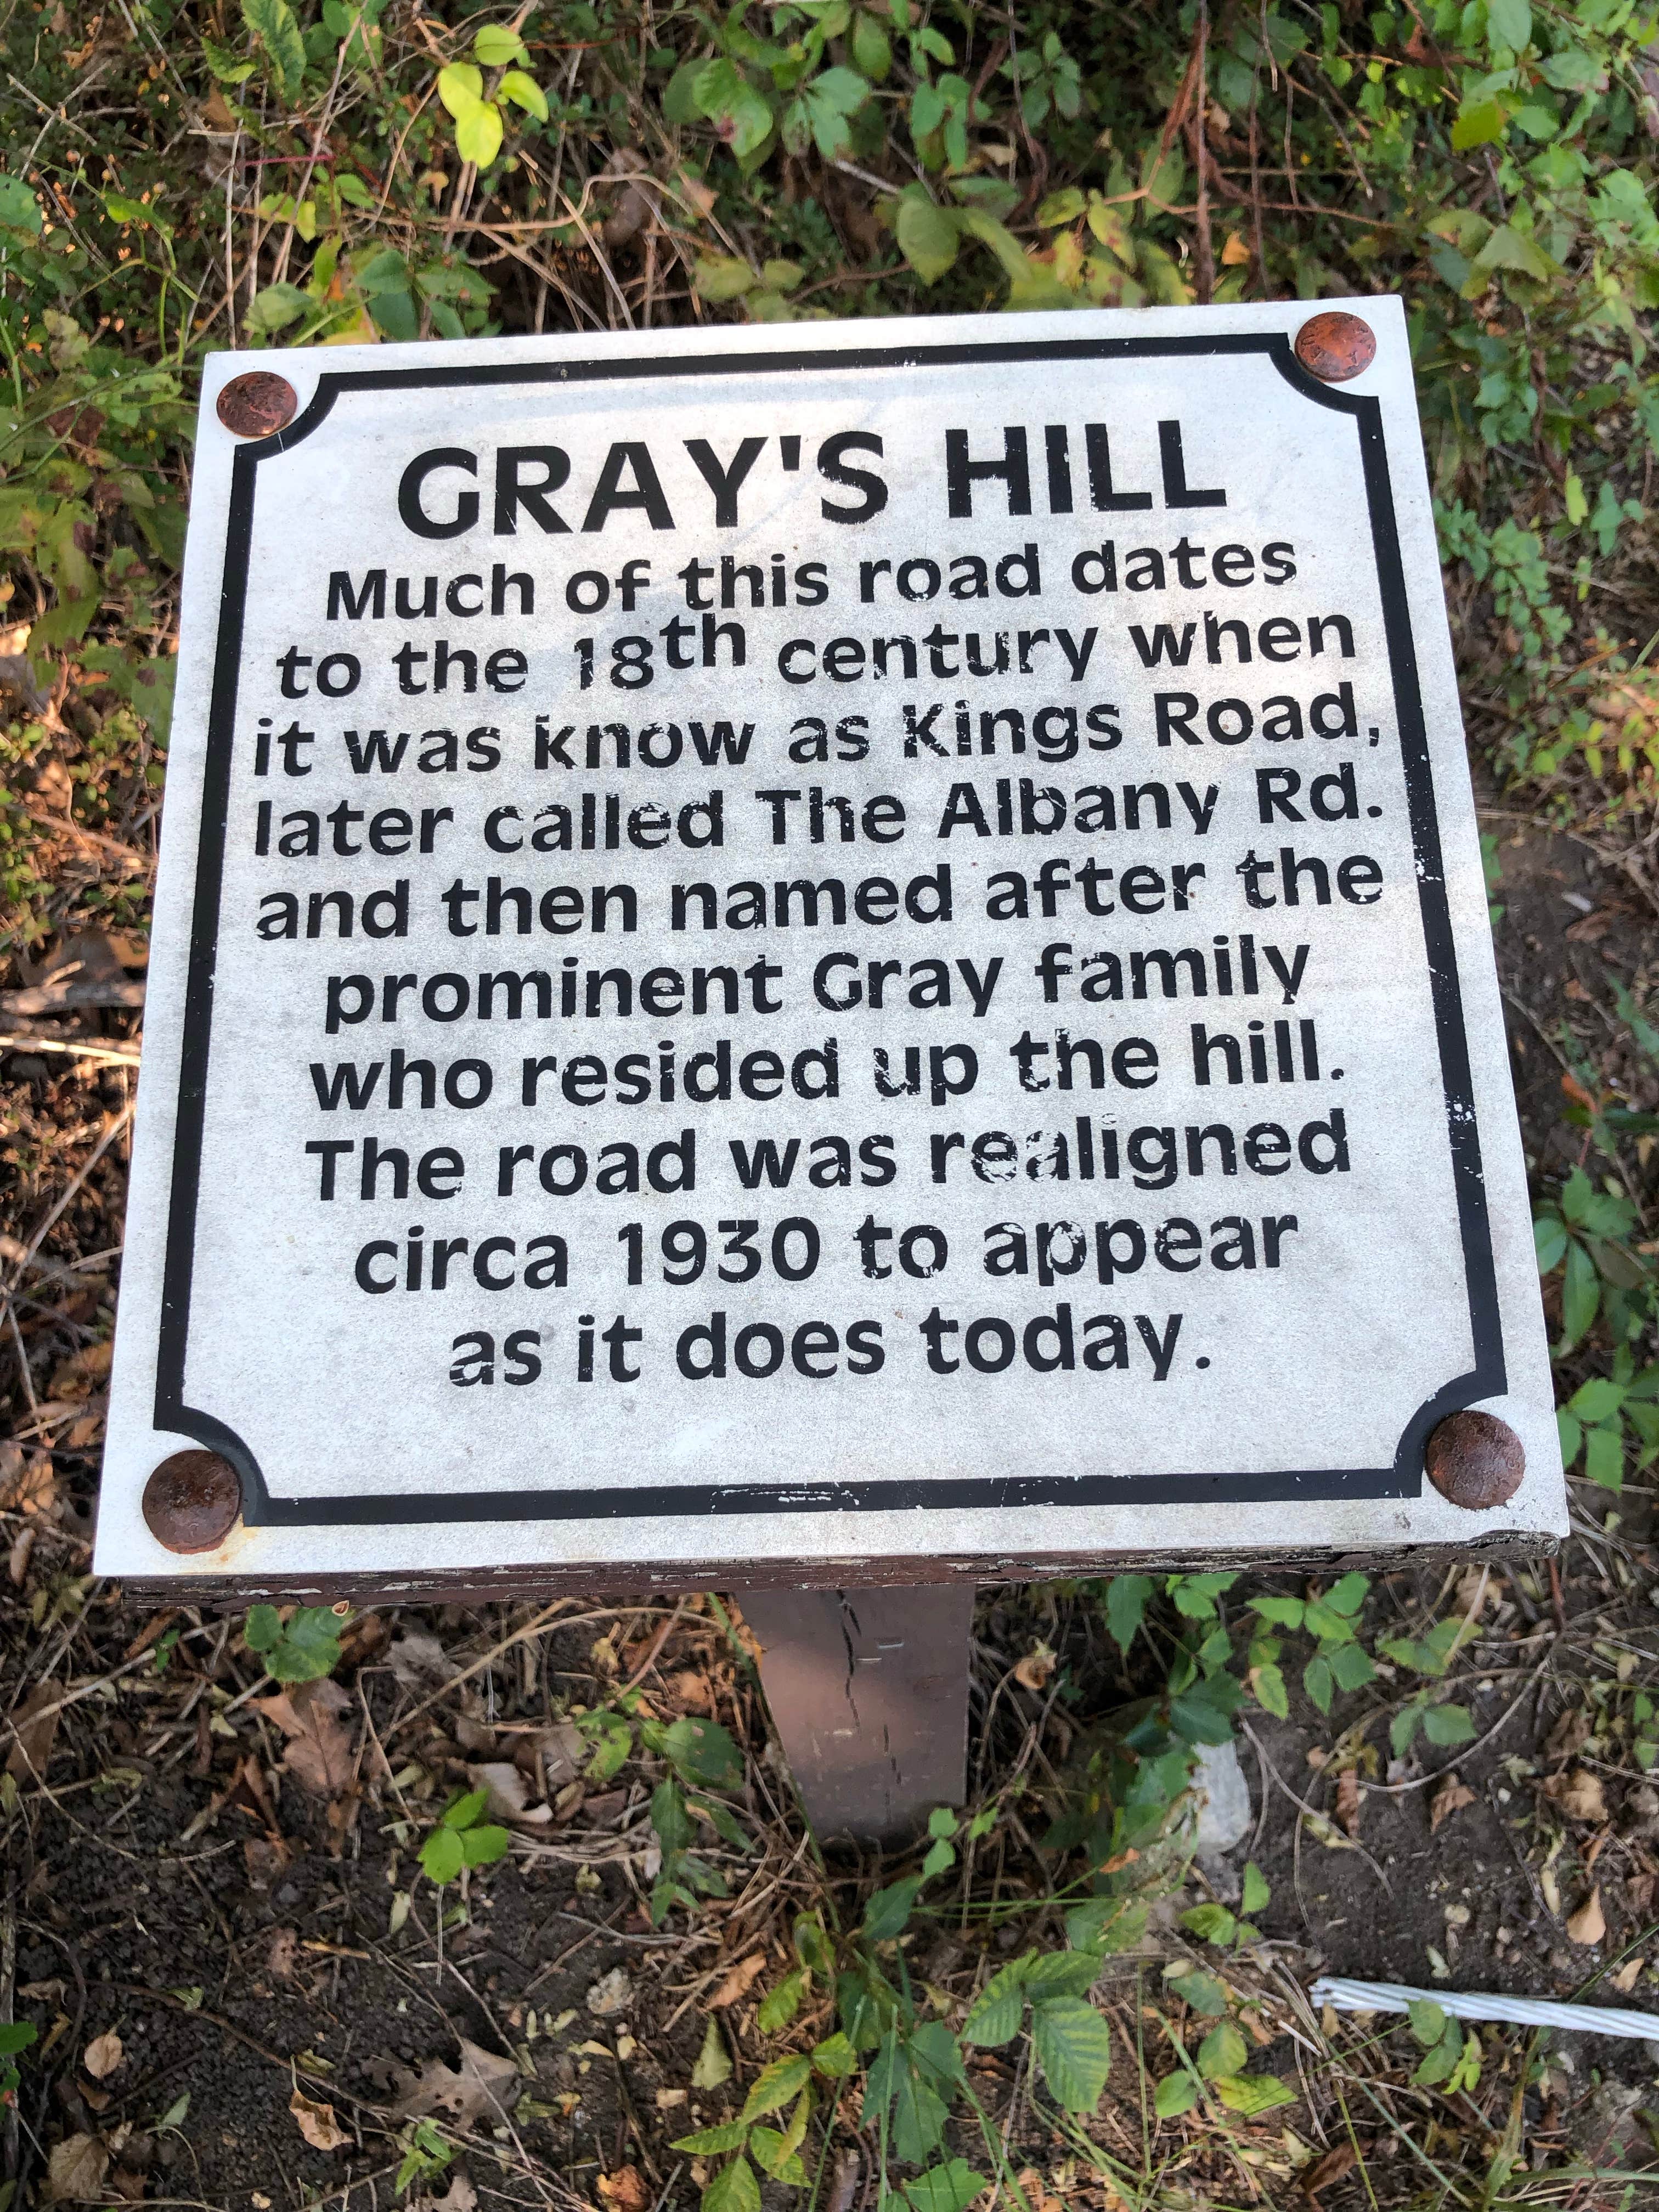 GRAY'S HILL
Much of this road dates
to the 18th century when
it was know as Kings Road,
later called The Albany Rd.
and then named after the
prominent Gray family
who resided up the hill.
The road was realigned
circa 1930 to appear
as it does today.